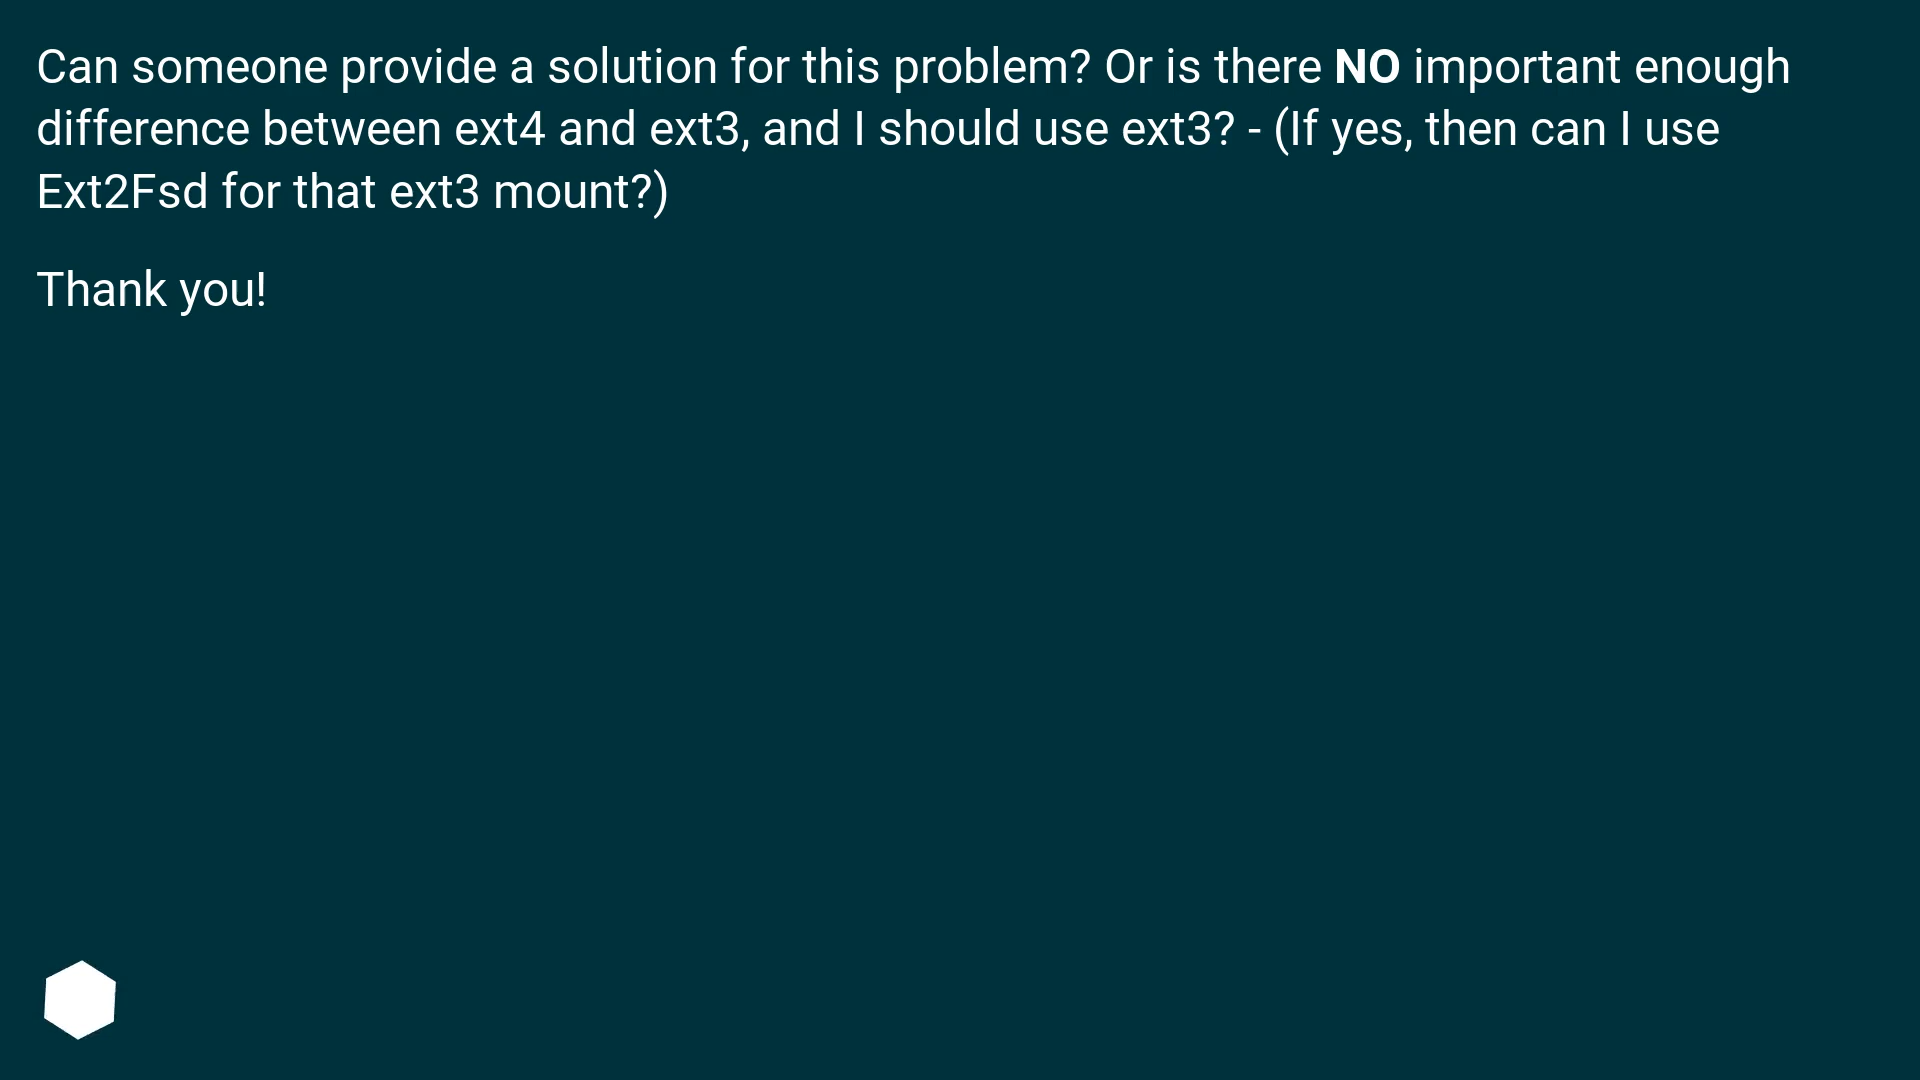 Can someone provide a solution for this problem? Or is there NO important enough
difference between ext4 and ext3, and I should use ext3? - (If yes, then can I use
Ext2Fsd for that ext3 mount?)
Thank you!